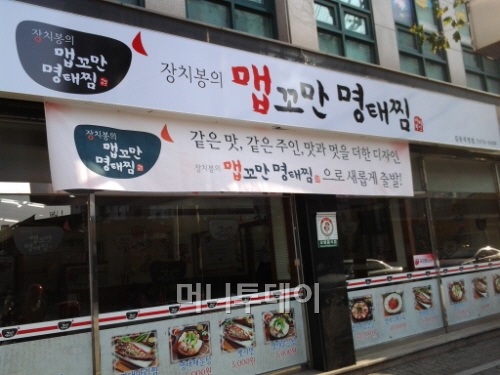 장치봉의
맵꼬만
명태찜
장치봉의 맵꼬만 명태찜
장치봉의
맵꼬만
명태찜
같은 맛, 같은 주인, 맛과 멋을 더한 디자인
장치봉의 맵꼬만 명태찜으로 새롭게 출발!
머니투데이